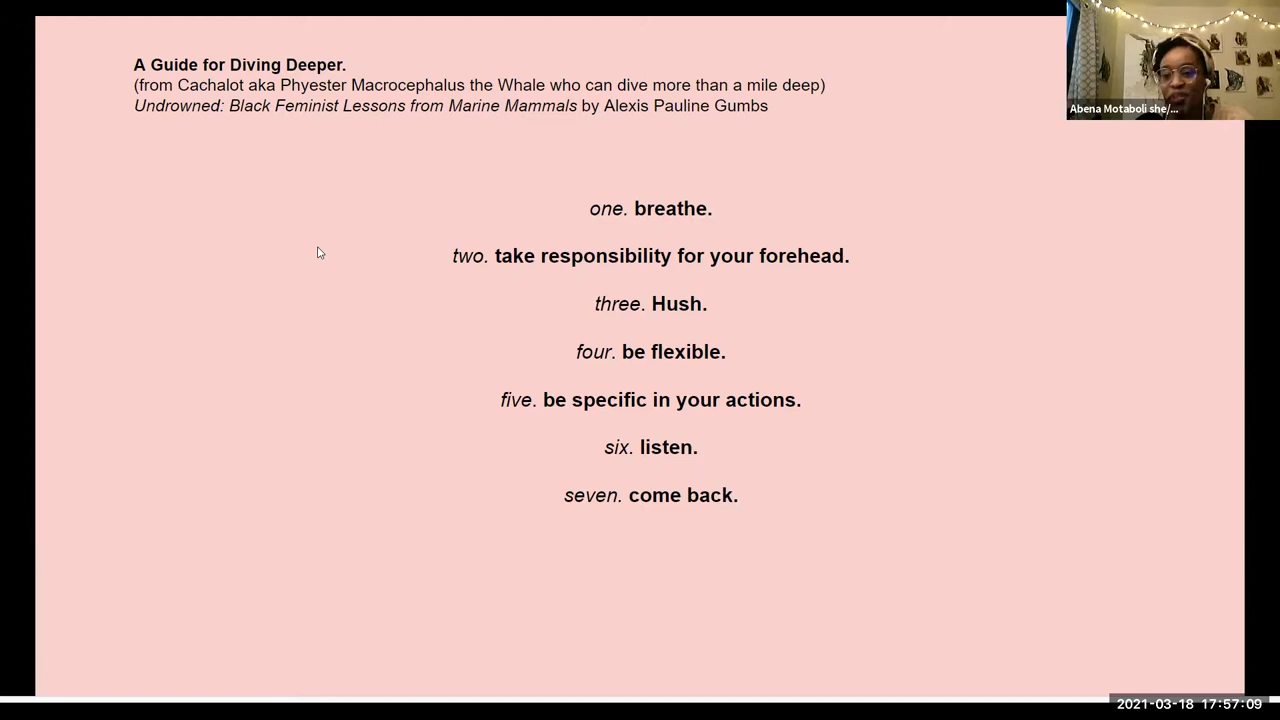 A Guide for Diving Deeper.
(from Cachalot aka Phyester Macrocephalus the Whale who can dive more than a mile deep)
Undrowned: Black Feminist Lessons from Marine Mammals by Alexis Pauline Gumbs
Abena Motaboli she/...
one. breathe.
two. take responsibility for your forehead.
three. Hush.
four. be flexible.
five. be specific in your actions.
six. listen.
seven. come back.
2021-03-18 17:57:09